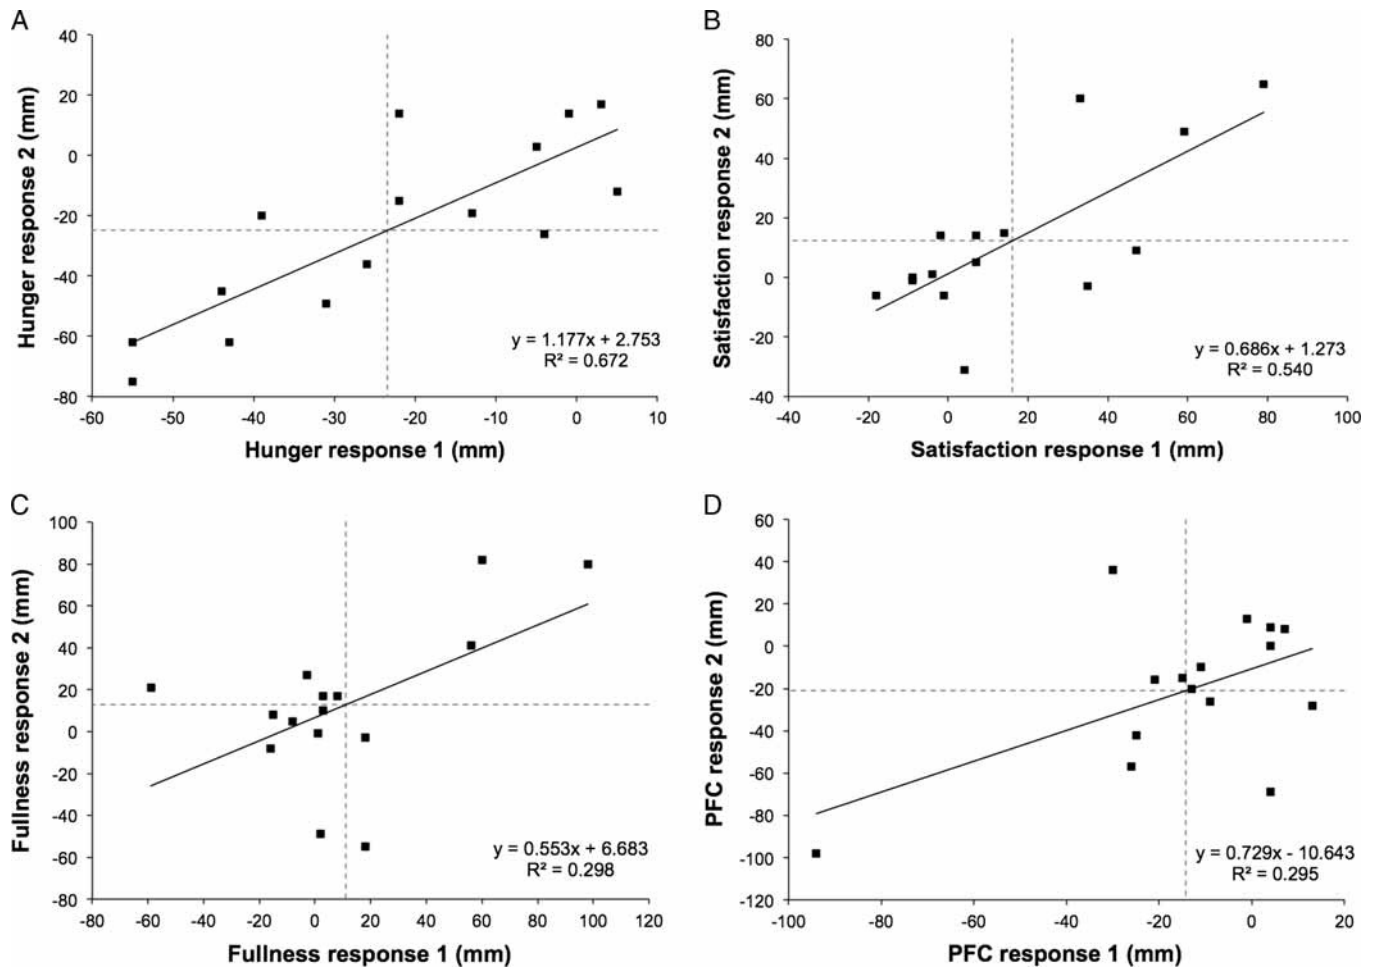 A
Hunger response 2 (mm)
40
20
0
-20
-40
-60
-80
y = 1.177x + 2.753
R² = 0.672
-60 -50 -40 -30 -20 -10 0 10
Hunger response 1 (mm)
B
Satisfaction response 2 (mm)
80
60
40
20
0
-20
-40
y = 0.686x + 1.273
R² = 0.540
-40 -20 0 20 40 60 80 100
Satisfaction response 1 (mm)
C
Fullness response 2 (mm)
100
80
60
40
20
0
-20
-40
-60
-80
y = 0.553x + 6.683
R² = 0.298
-80 -60 -40 -20 0 20 40 60 80 100 120
Fullness response 1 (mm)
D
PFC response 2 (mm)
60
40
20
0
-20
-40
-60
-80
-100
-120
y = 0.729x - 10.643
R² = 0.295
-100 -80 -60 -40 -20 0 20
PFC response 1 (mm)